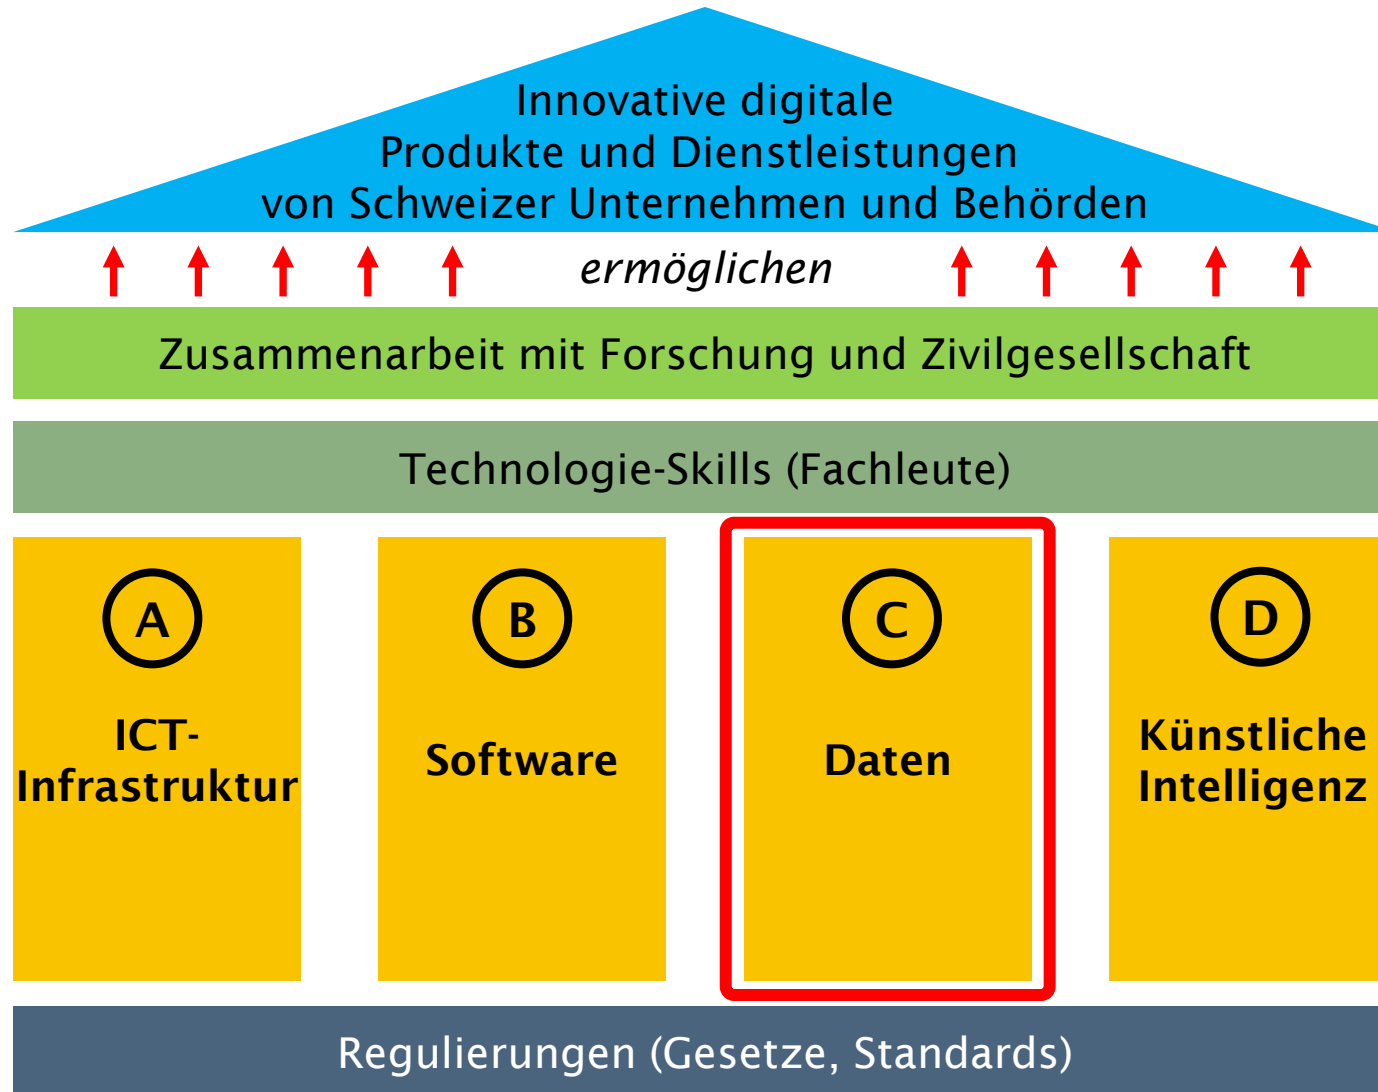 Innovative digitale
Produkte und Dienstleistungen
von Schweizer Unternehmen und Behörden
ermöglichen
Zusammenarbeit mit Forschung und Zivilgesellschaft
Technologie-Skills (Fachleute)
A
ICT-
Infrastruktur
B
Software
C
Daten
D
Künstliche
Intelligenz
Regulierungen (Gesetze, Standards)